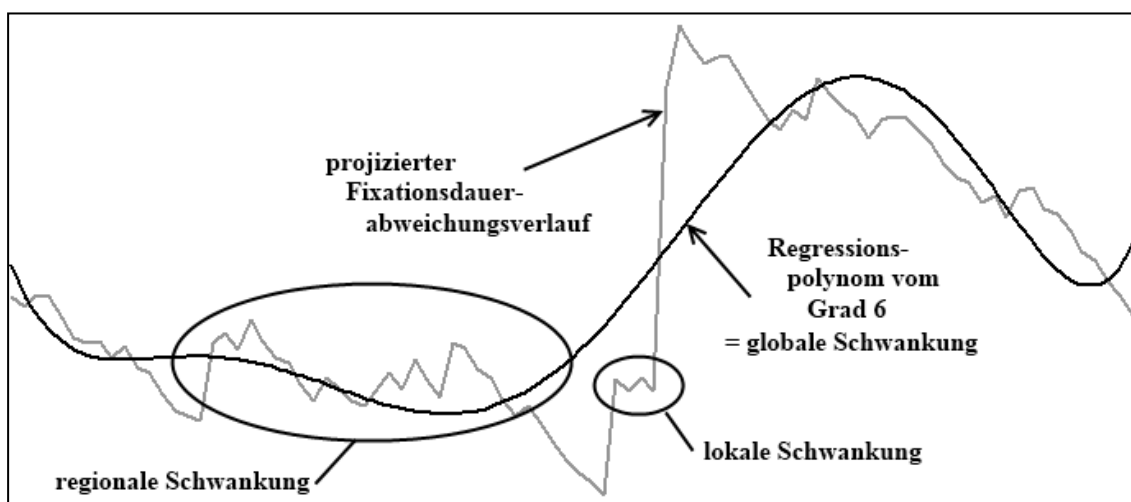 projizierter
Fixationsdauer-
abweichungsverlauf
Regressions-
polynom vom
Grad 6
= globale Schwankung
lokale Schwankung
regionale Schwankung